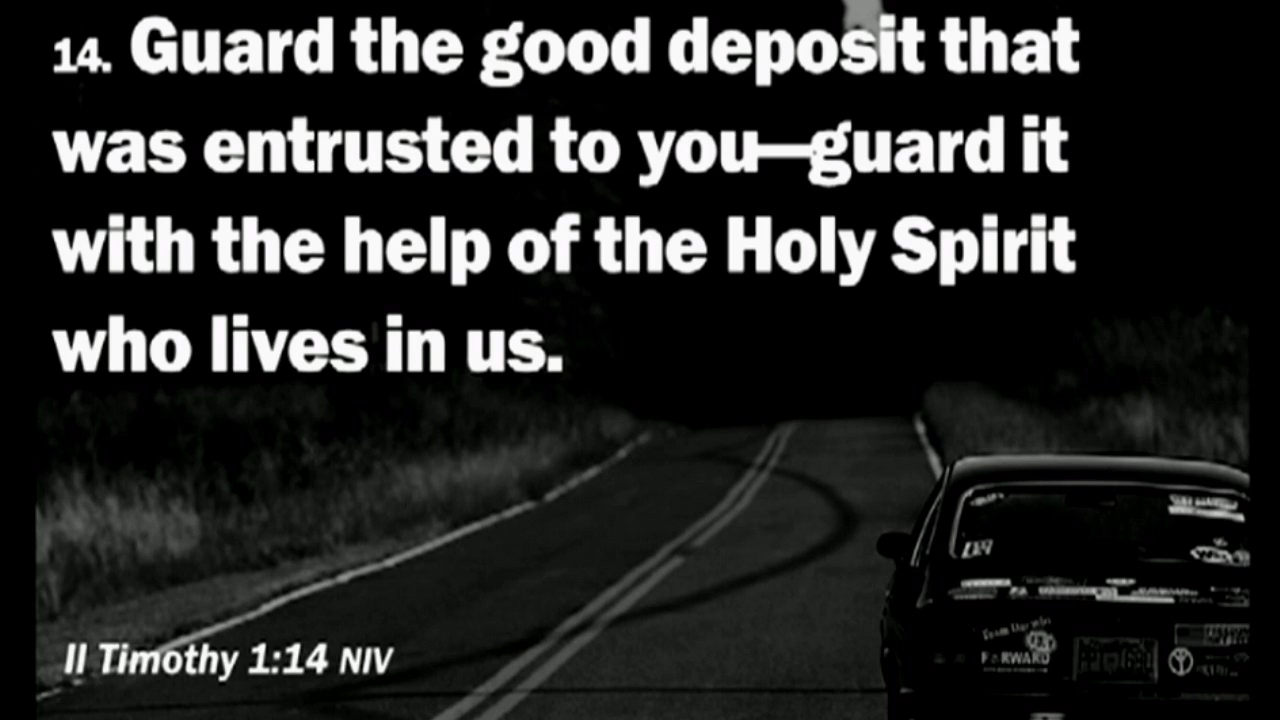 14. Guard the good deposit that
was entrusted to you—guard it
with the help of the Holy Spirit
who lives in us.
II Timothy 1:14 NIV
FORWARD